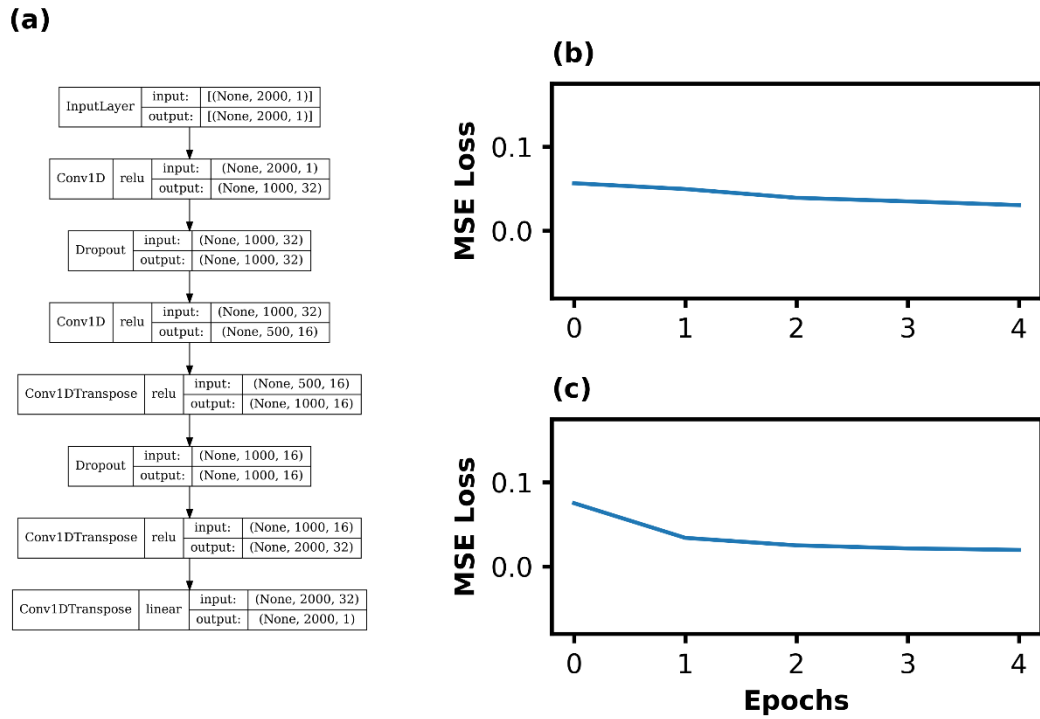 (a)
InputLayer input: [(None, 2000, 1)]
output: [(None, 2000, 1)]
Conv1D relu input: (None, 2000, 1)
output: (None, 1000, 32)
Dropout input: (None, 1000, 32)
output: (None, 1000, 32)
Conv1D relu input: (None, 1000, 32)
output: (None, 500, 16)
Conv1DTranspose relu input: (None, 500, 16)
output: (None, 1000, 16)
Dropout input: (None, 1000, 16)
output: (None, 1000, 16)
Conv1DTranspose relu input: (None, 1000, 16)
output: (None, 2000, 32)
Conv1DTranspose linear input: (None, 2000, 32)
output: (None, 2000, 1)
(b)
MSE Loss
0.1
0.0
0 1 2 3 4
(c)
MSE Loss
0.1
0.0
0 1 2 3 4
Epochs